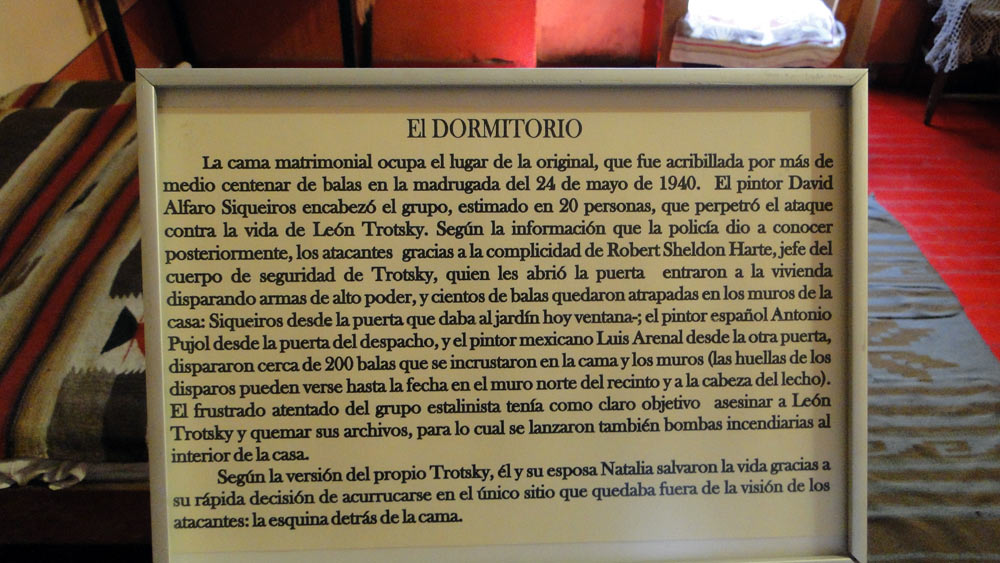 El DORMITORIO
La cama matrimonial ocupa el lugar de la original, que fue acribillada por más de
medio centenar de balas en la madrugada del 24 de mayo de 1940. El pintor David
Alfaro Siqueiros encabezó el grupo, estimado en 20 personas, que perpetró el ataque
contra la vida de León Trotsky. Según la información que la policía dio a conocer
posteriormente, los atacantes gracias a la complicidad de Robert Sheldon Harte, jefe del
cuerpo de seguridad de Trotsky, quien les abrió la puerta entraron a la vivienda
disparando armas de alto poder, y cientos de balas quedaron atrapadas en los muros de la
casa: Siqueiros desde la puerta que daba al jardín hoy ventana-; el pintor español Antonio
Pujol desde la puerta del despacho, y el pintor mexicano Luis Arenal desde la otra puerta,
dispararon cerca de 200 balas que se incrustaron en la cama y los muros (las huellas de los
disparos pueden verse hasta la fecha en el muro norte del recinto y a la cabeza del lecho).
El frustrado atentado del grupo estalinista tenía como claro objetivo asesinar a León
Trotsky y quemar sus archivos, para lo cual se lanzaron también bombas incendiarias al
interior de la casa.
Según la versión del propio Trotsky, él y su esposa Natalia salvaron la vida gracias a
su rápida decisión de acurrucarse en el único sitio que quedaba fuera de la visión de los
atacantes: la esquina detrás de la cama.